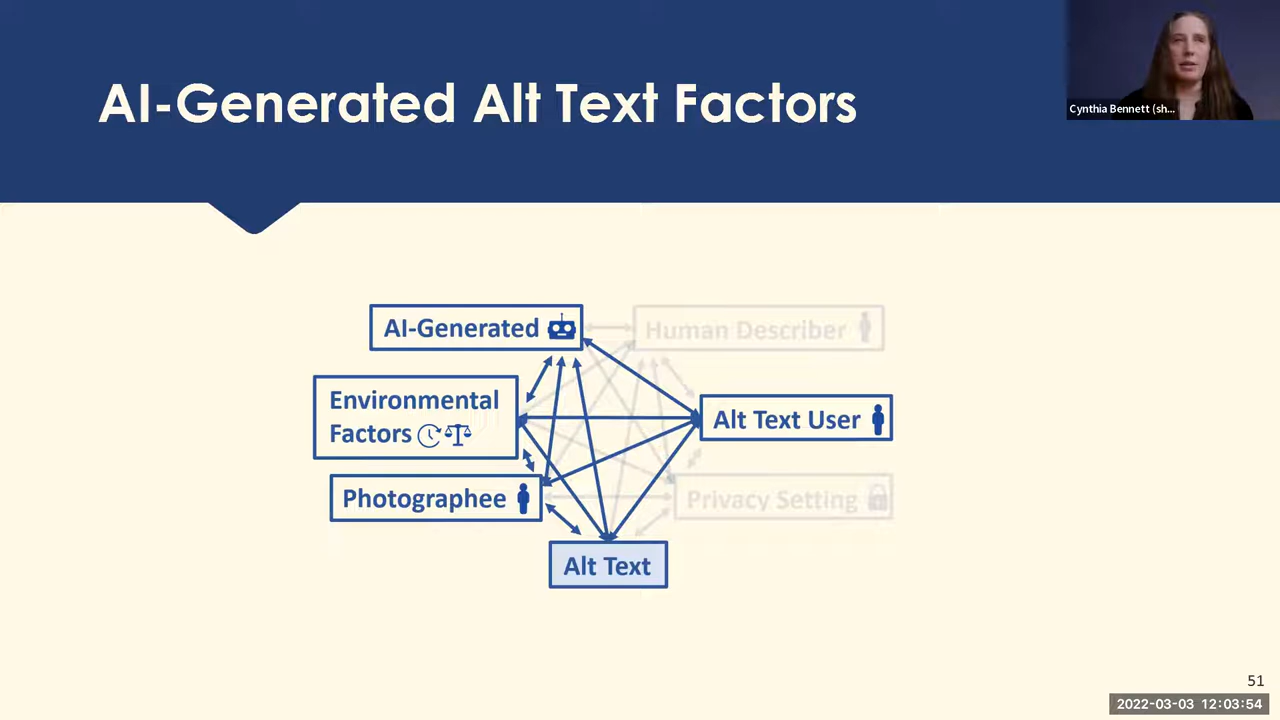 AI-Generated Alt Text Factors
Cynthia Bennett (sh...
AI-Generated
Human Describer
Environmental
Factors
Alt Text User
Photographee
Privacy Setting
Alt Text
51
2022-03-03 12:03:54